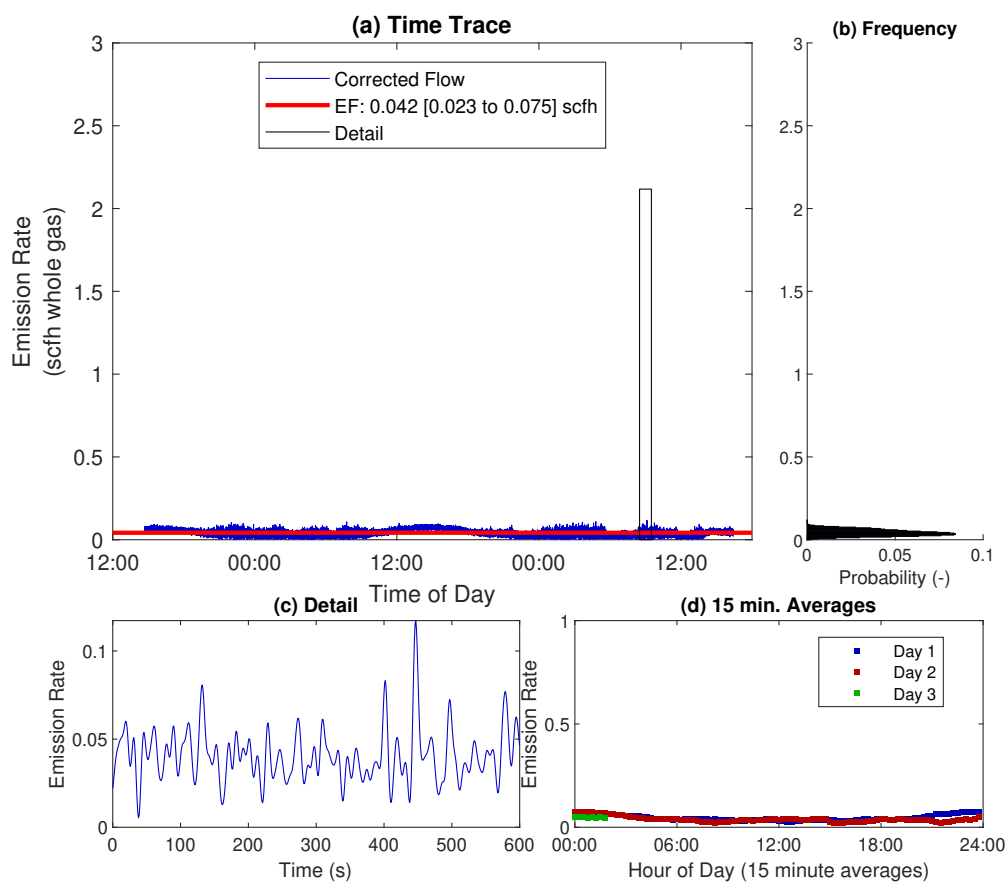 (a) Time Trace
3
2.5
2
1.5
1
0.5
0
Emission Rate
(scfh whole gas)
Corrected Flow
EF: 0.042 [0.023 to 0.075] scfh
Detail
12:00 00:00 12:00 00:00 12:00
Time of Day
(b) Frequency
3
2.5
2
1.5
1
0.5
0
0 0.05 0.1
Probability (-)
(c) Detail
0.1
0.05
0
Emission Rate
0 100 200 300 400 500 600
Time (s)
(d) 15 min. Averages
1
0.5
0
Emission Rate
Day 1
Day 2
Day 3
00:00 06:00 12:00 18:00 24:00
Hour of Day (15 minute averages)